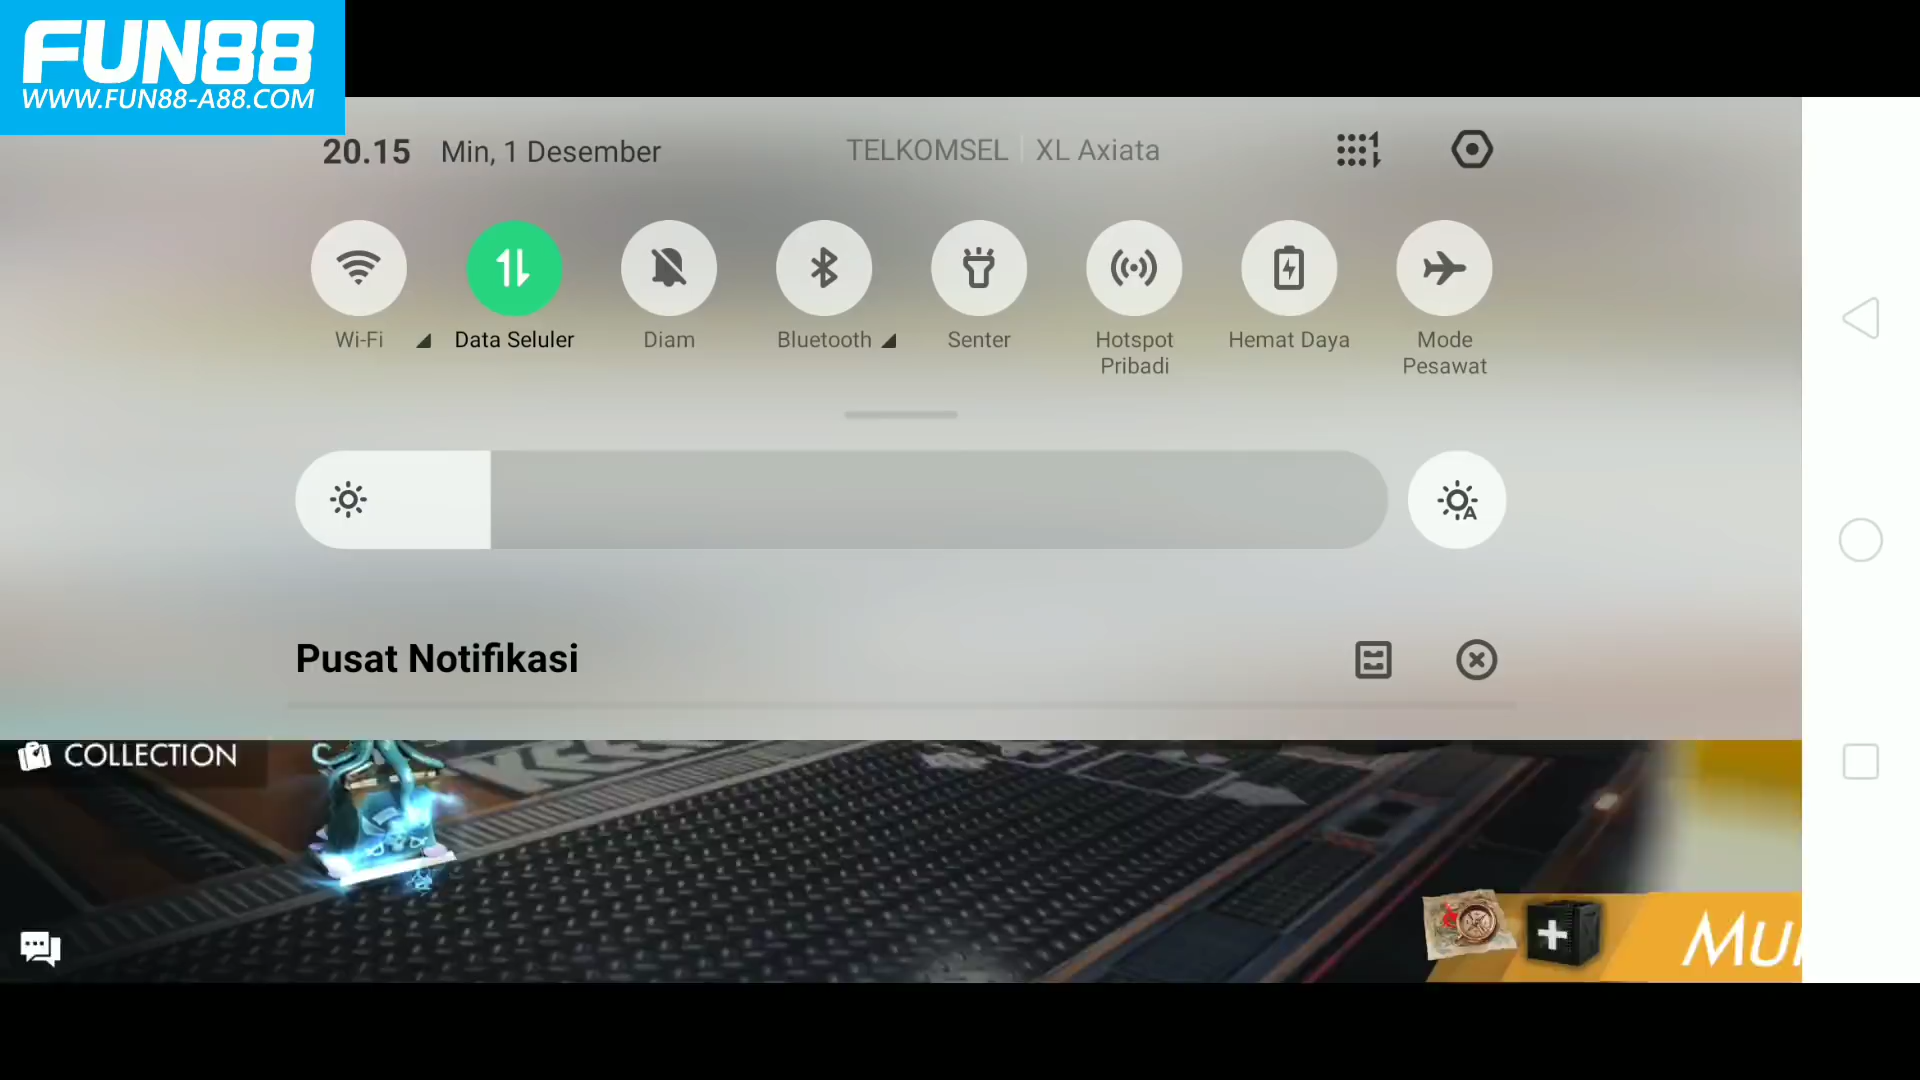 FUN88
WWW.FUN88-A88.COM
20.15 Min, 1 Desember TELKOMSEL | XL Axiata
Wi-Fi Data Seluler Diam Bluetooth Senter Hotspot Pribadi Hemat Daya Mode Pesawat
Pusat Notifikasi
COLLECTION